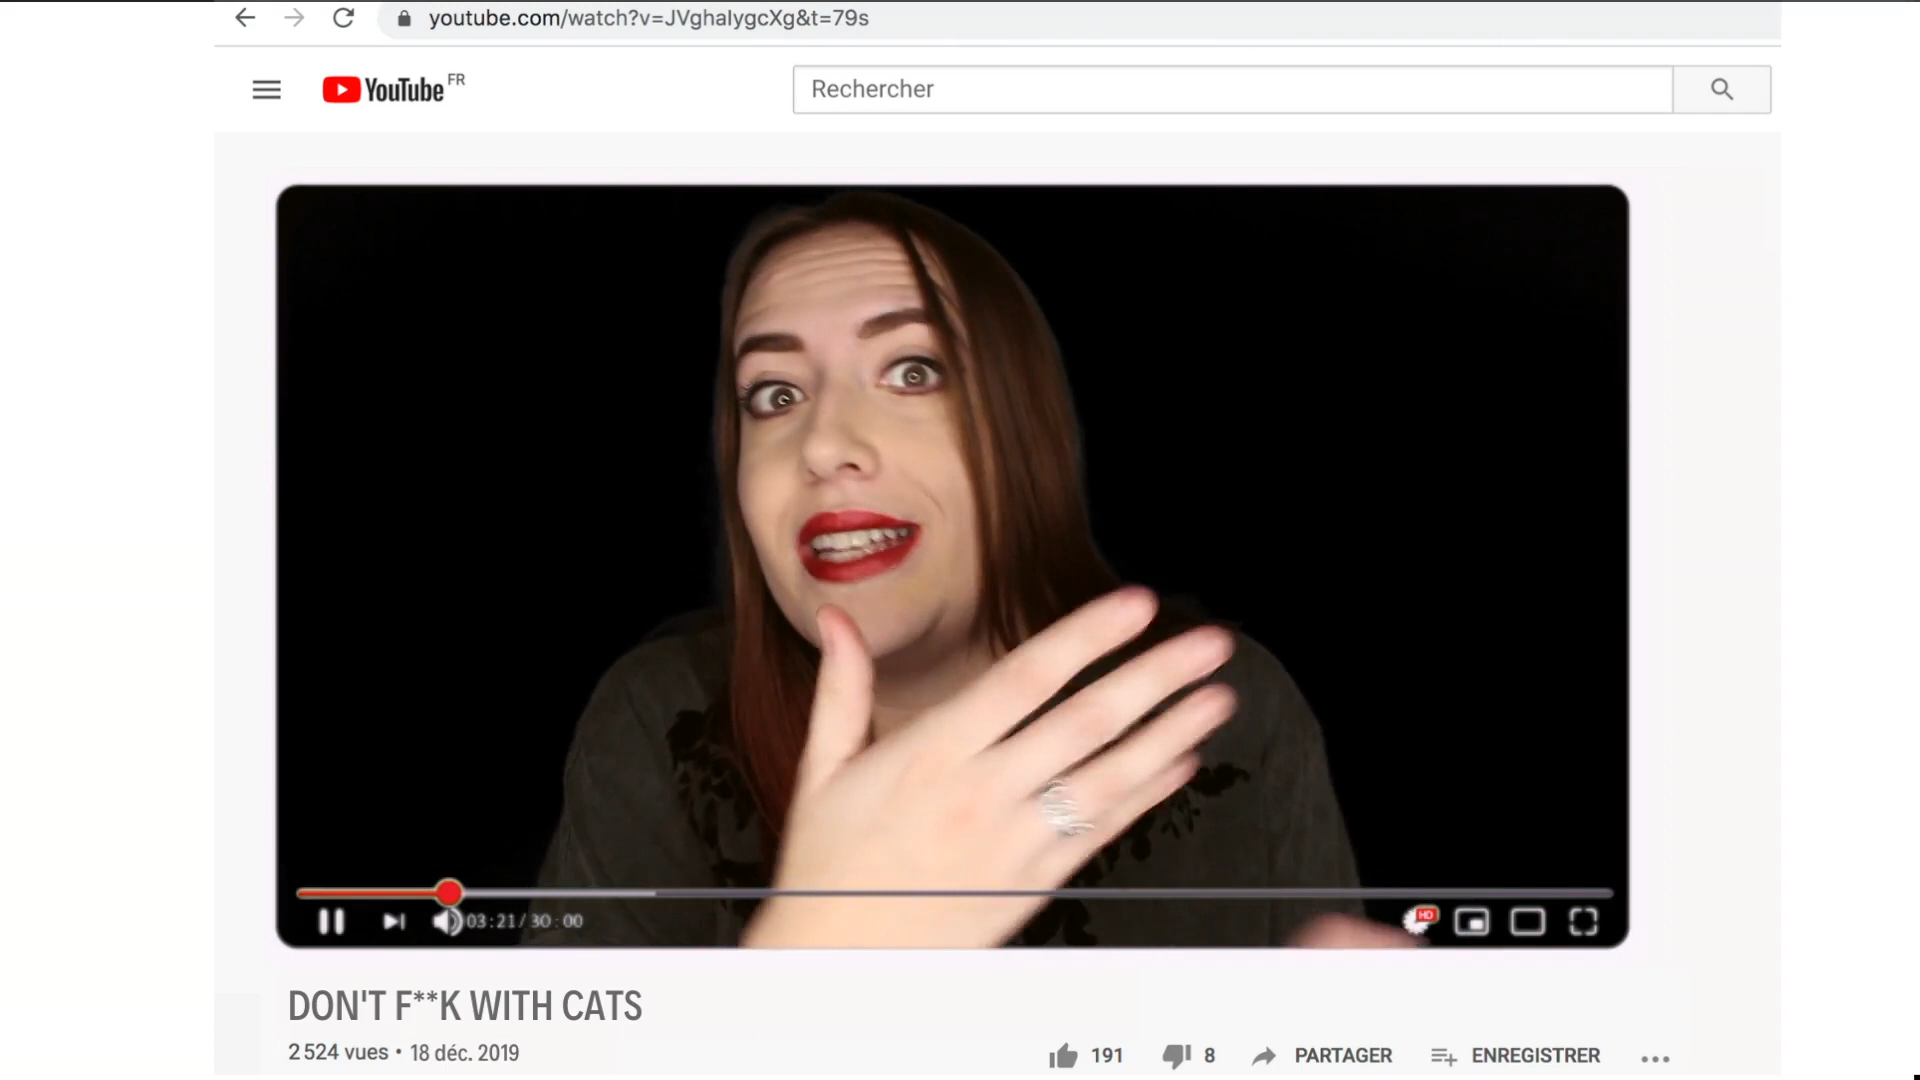 youtube.com/watch?v=JVghaIygcXg&t=79s
YouTube FR
Rechercher
HD
03:21 / 30:00
DON'T F**K WITH CATS
2 524 vues • 18 déc. 2019
191
8
PARTAGER
ENREGISTRER